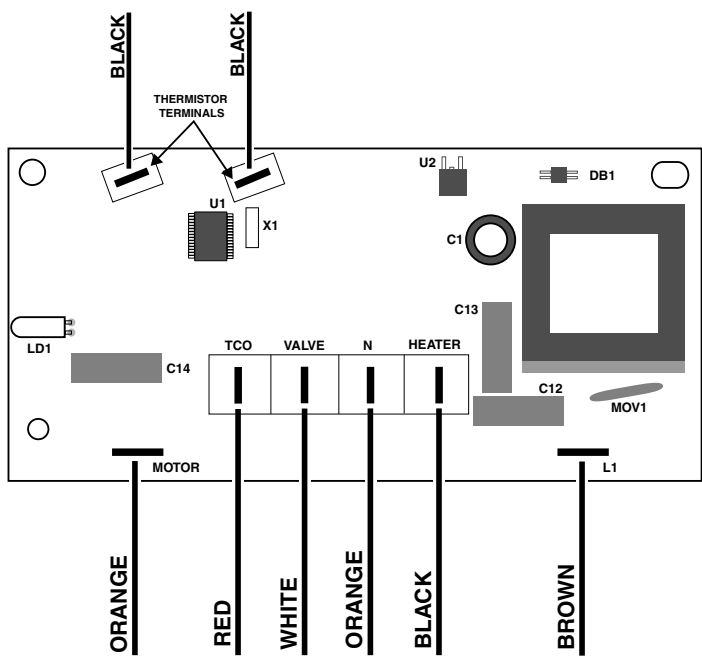 BLACK
BLACK
THERMISTOR
TERMINALS
U2
DB1
U1
X1
C1
C13
LD1
C14
TCO
VALVE
N
HEATER
C12
MOV1
MOTOR
L1
ORANGE
RED
WHITE
ORANGE
BLACK
BROWN